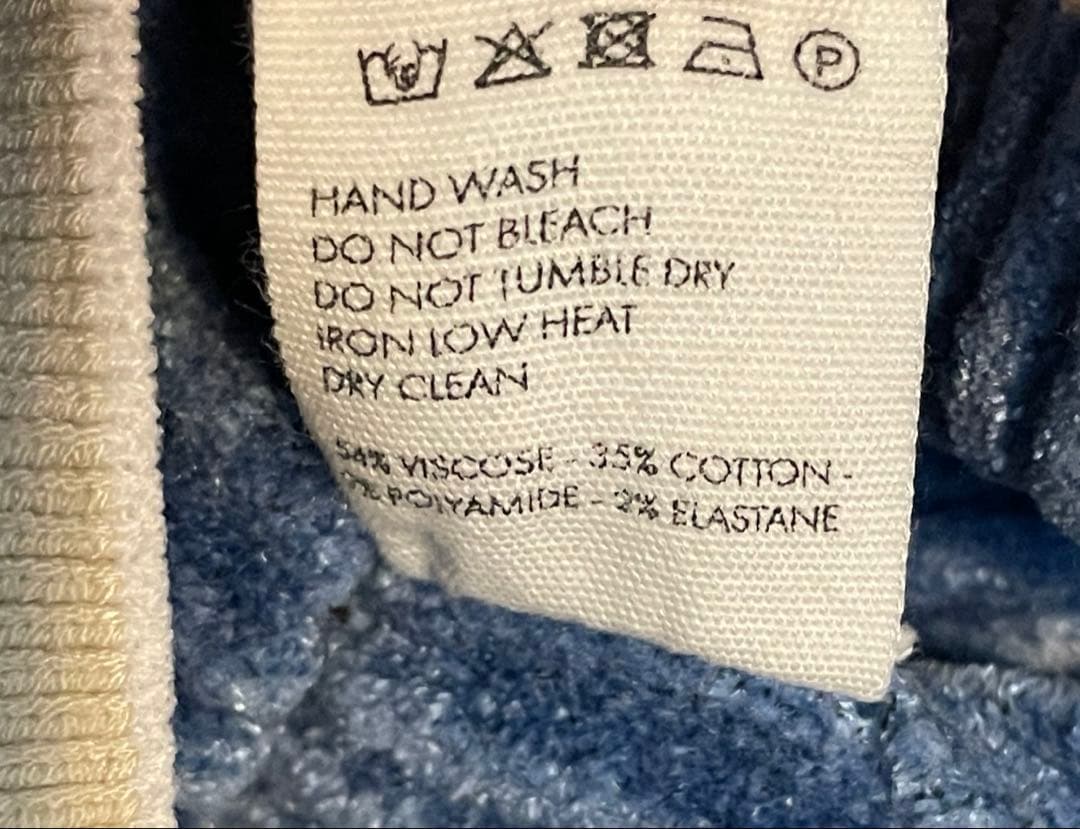 P
HAND WASH
DO NOT BLEACH
DO NOT TUMBLE DRY
IRON LOW HEAT
DRY CLEAN
54% VISCOSE - 35% COTTON -
% POLYAMIDE - 2% ELASTANE